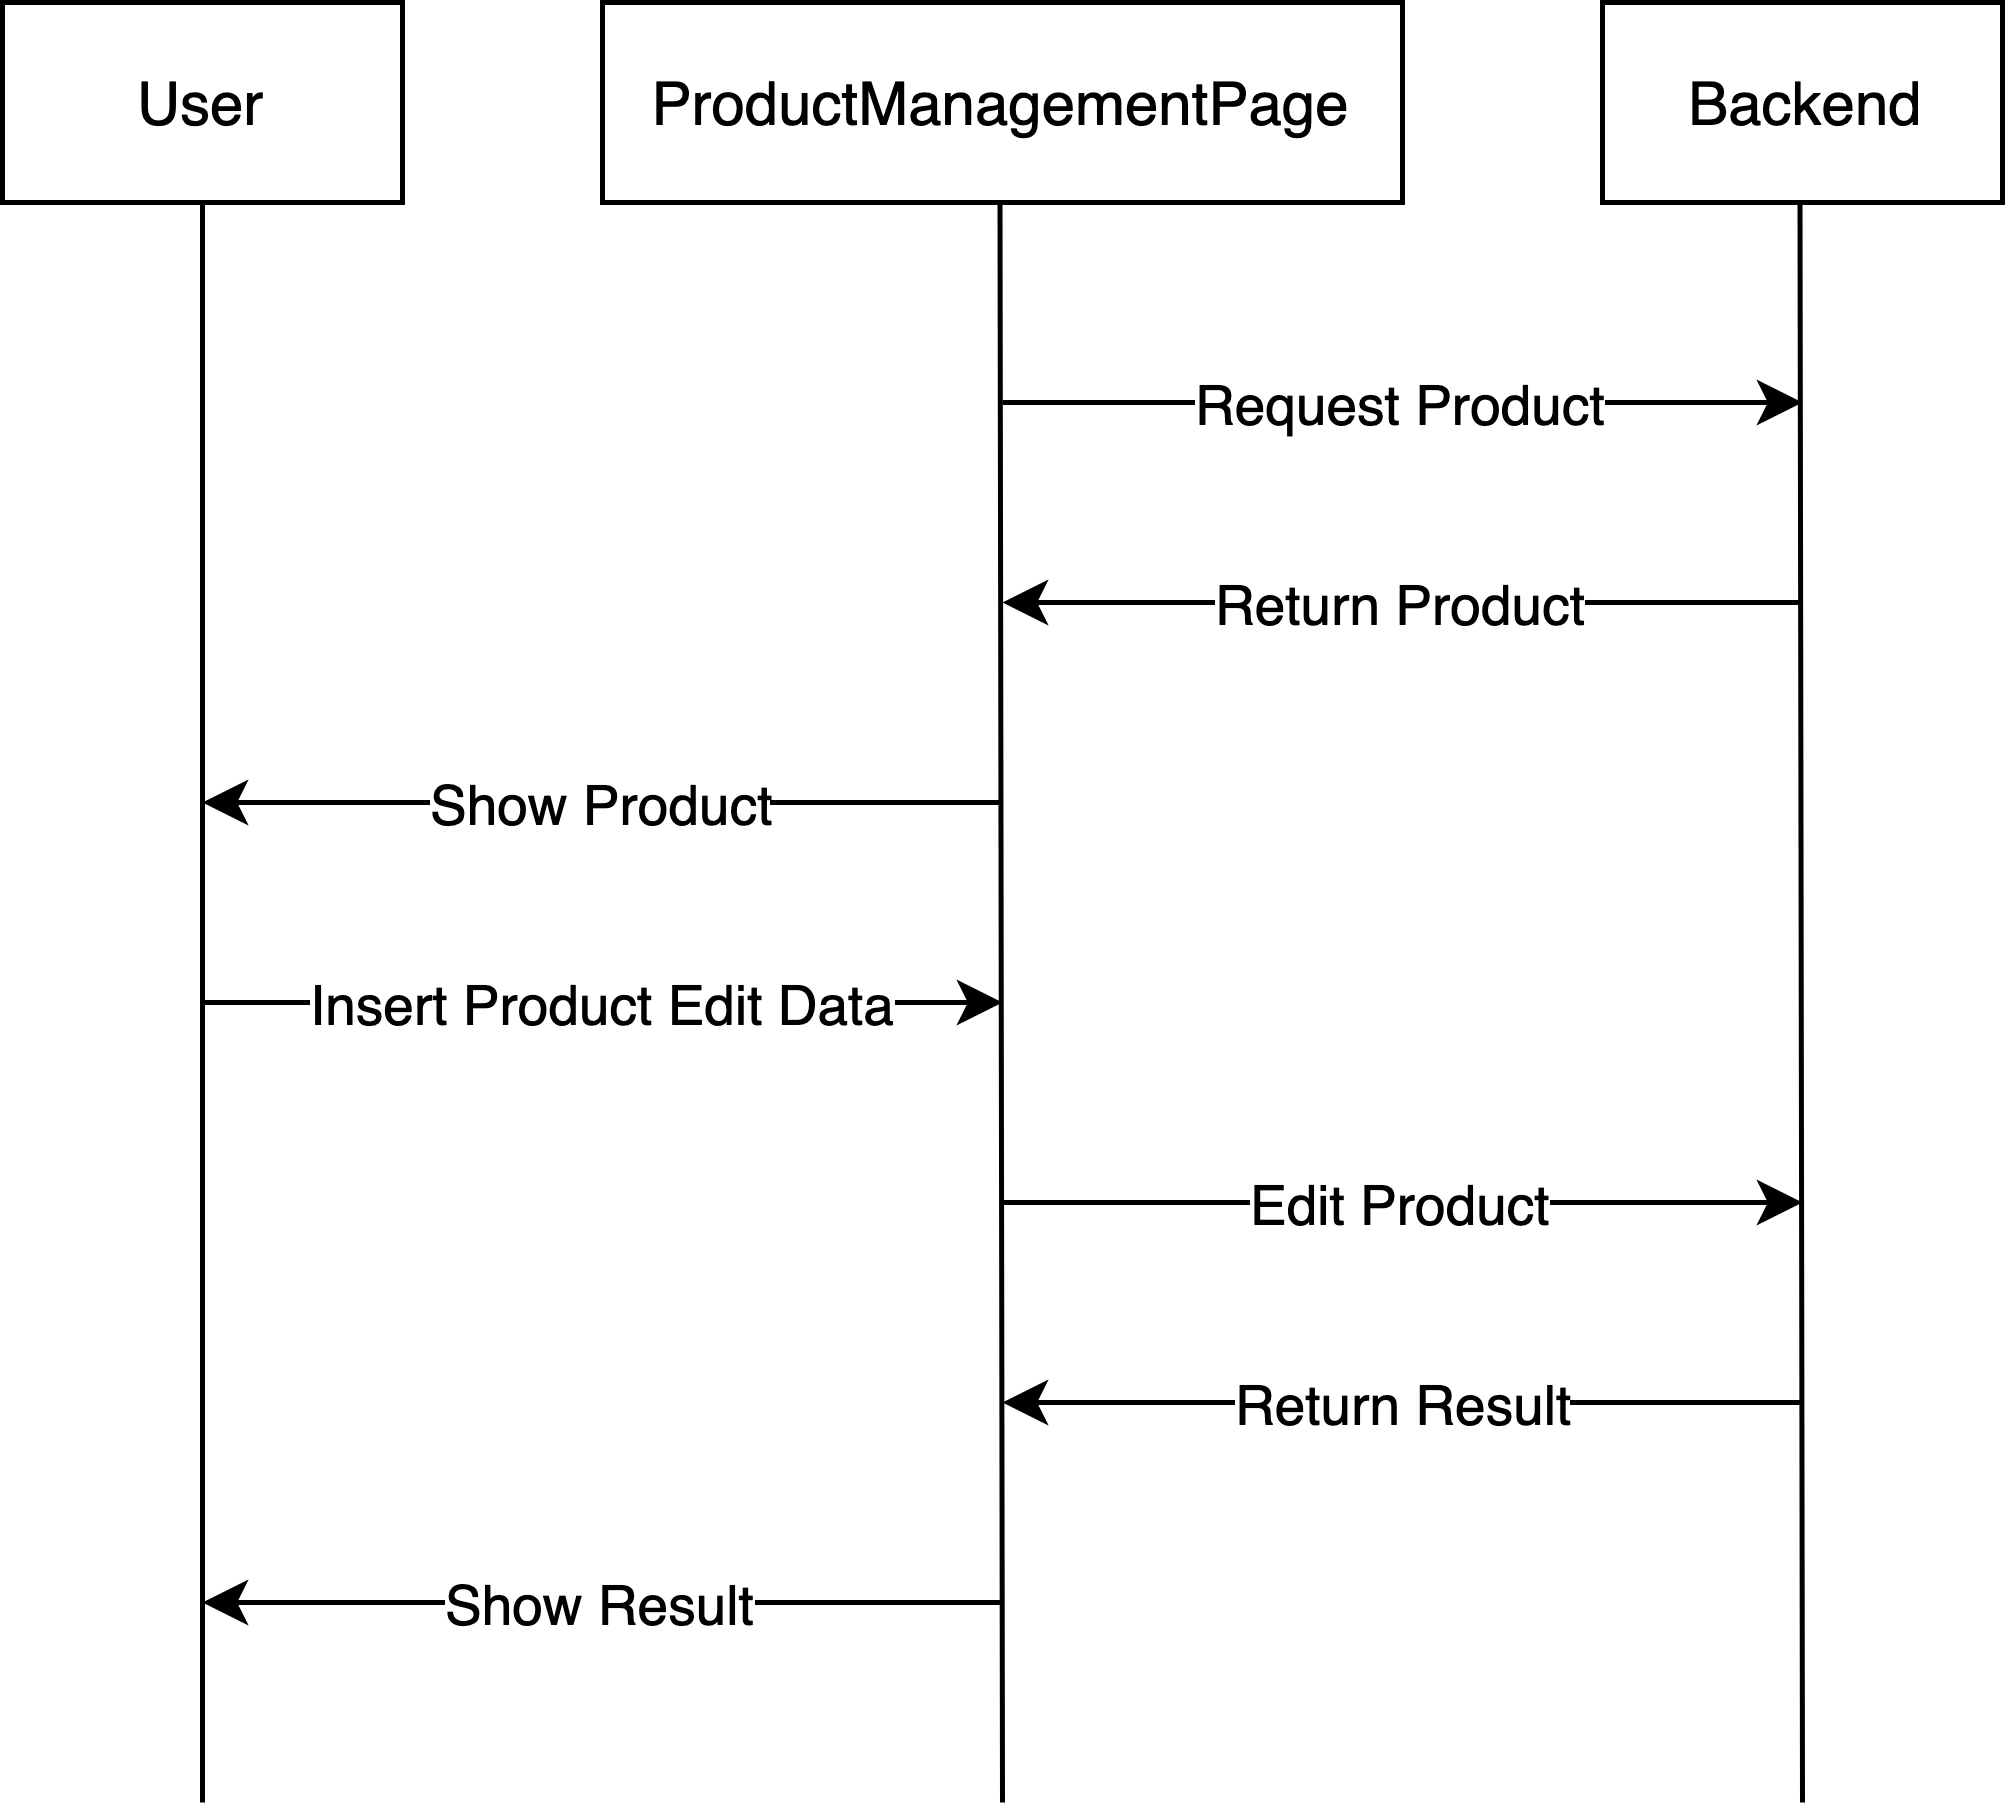 User
ProductManagementPage
Backend
Request Product
Return Product
Show Product
Insert Product Edit Data
Edit Product
Return Result
Show Result